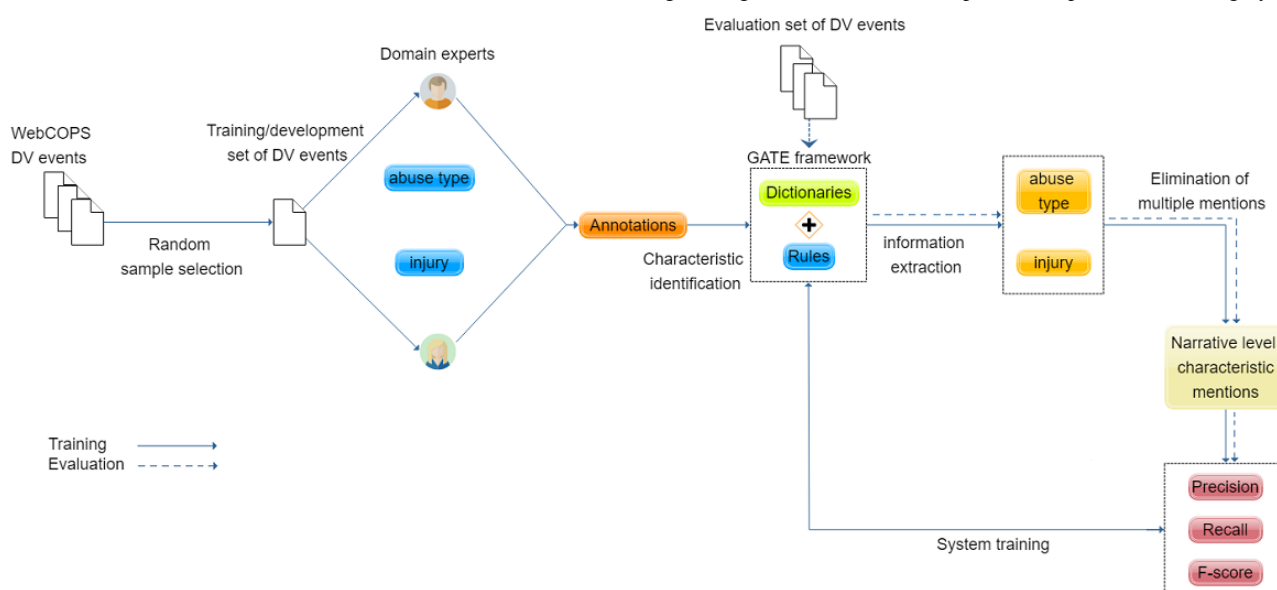 Evaluation set of DV events
Domain experts
WebCOPS
DV events
Training/development
set of DV events
abuse type
injury
Random
sample selection
Annotations
Characteristic
identification
GATE framework
Dictionaries
Rules
information
extraction
abuse
type
injury
Elimination of
multiple mentions
Narrative level
characteristic
mentions
Training
Evaluation
System training
Precision
Recall
F-score